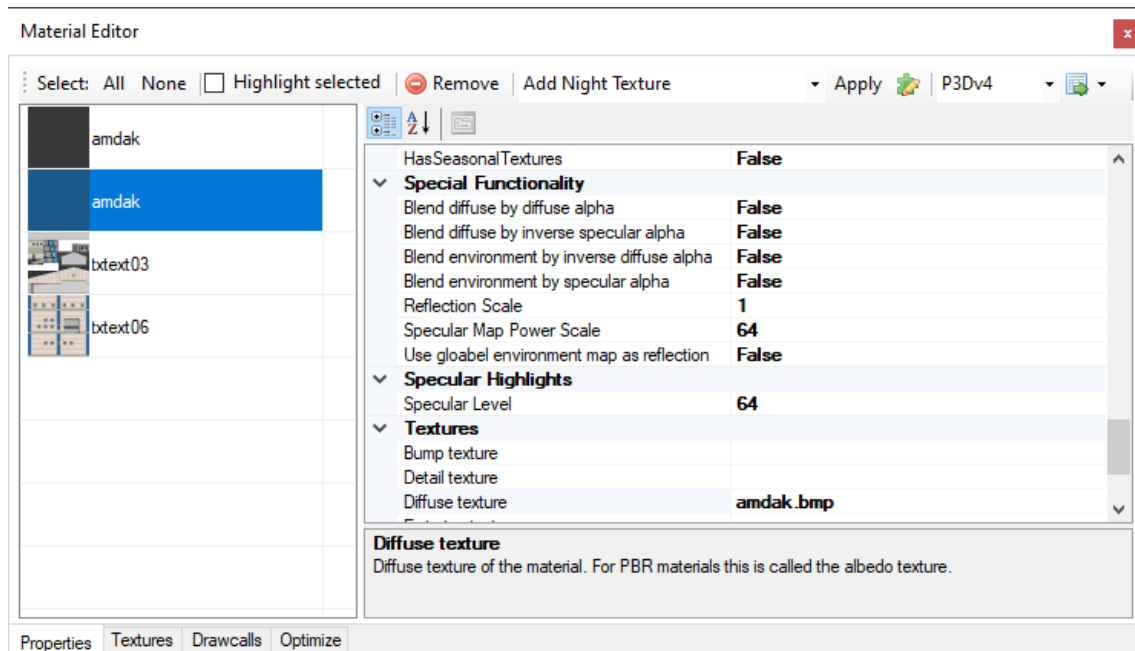 Material Editor
x
Select: All None Highlight selected Remove Add Night Texture Apply P3Dv4
amdak
amdak
txtext03
txtext06
HasSeasonalTextures False
Special Functionality
Blend diffuse by diffuse alpha False
Blend diffuse by inverse specular alpha False
Blend environment by inverse diffuse alpha False
Blend environment by specular alpha False
Reflection Scale 1
Specular Map Power Scale 64
Use gloabel environment map as reflection False
Specular Highlights
Specular Level 64
Textures
Bump texture
Detail texture
Diffuse texture amdak.bmp
Diffuse texture
Diffuse texture of the material. For PBR materials this is called the albedo texture.
Properties Textures Drawcalls Optimize